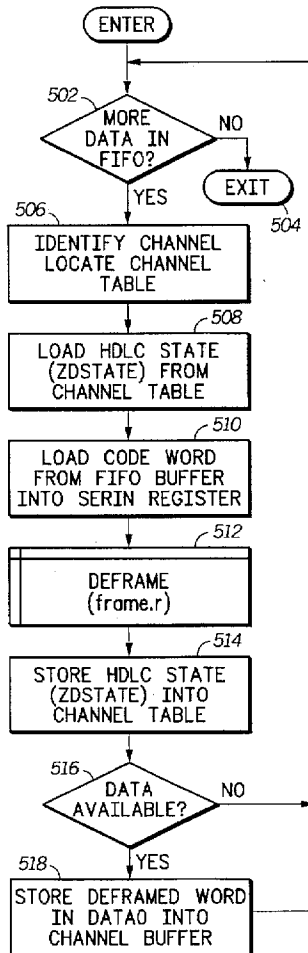 ENTER
502
MORE
DATA IN
FIFO?
NO
EXIT
504
YES
506
IDENTIFY CHANNEL
LOCATE CHANNEL
TABLE
508
LOAD HDLC STATE
(ZDSTATE) FROM
CHANNEL TABLE
510
LOAD CODE WORD
FROM FIFO BUFFER
INTO SERIN REGISTER
512
DEFRAME
(frame.r)
514
STORE HDLC STATE
(ZDSTATE) INTO
CHANNEL TABLE
516
DATA
AVAILABLE?
NO
YES
518
STORE DEFRAMED WORD
IN DATAO INTO
CHANNEL BUFFER